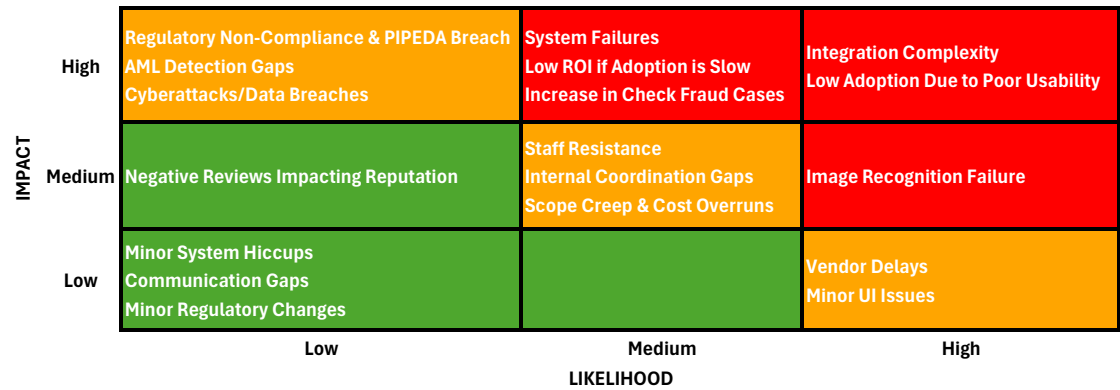 IMPACT
High
Regulatory Non-Compliance & PIPEDA Breach
AML Detection Gaps
Cyberattacks/Data Breaches
System Failures
Low ROI if Adoption is Slow
Increase in Check Fraud Cases
Integration Complexity
Low Adoption Due to Poor Usability
Medium
Negative Reviews Impacting Reputation
Staff Resistance
Internal Coordination Gaps
Scope Creep & Cost Overruns
Image Recognition Failure
Low
Minor System Hiccups
Communication Gaps
Minor Regulatory Changes
Vendor Delays
Minor UI Issues
Low
Medium
High
LIKELIHOOD